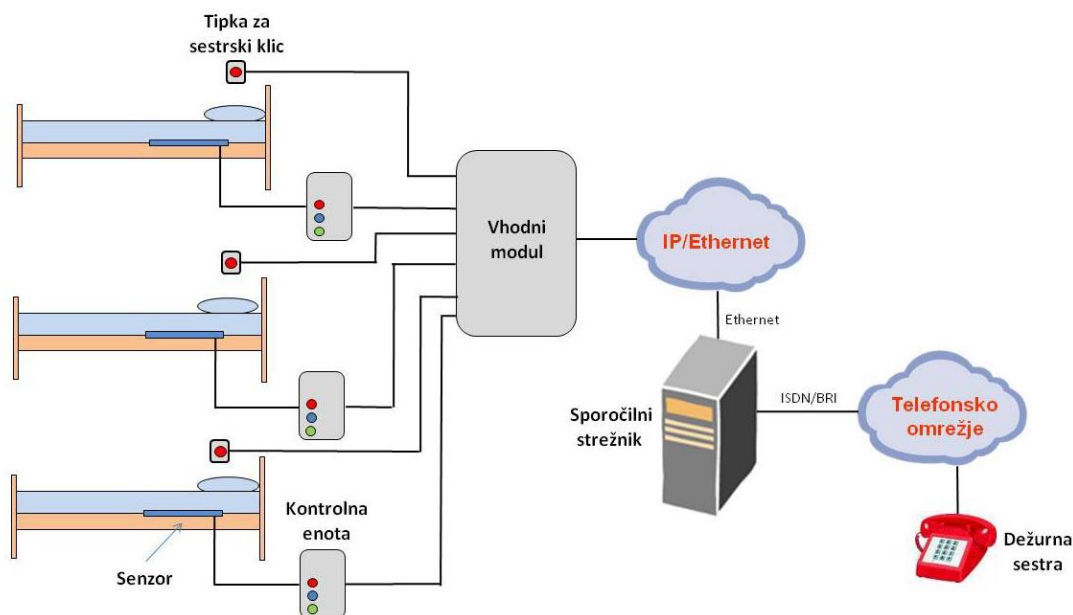 Tipka za
sestrski klic
Vhodni
modul
IP/Ethernet
Ethernet
Sporočilni
strežnik
ISDN/BRI
Telefonsko
omrežje
Kontrolna
enota
Senzor
Dežurna
sestra